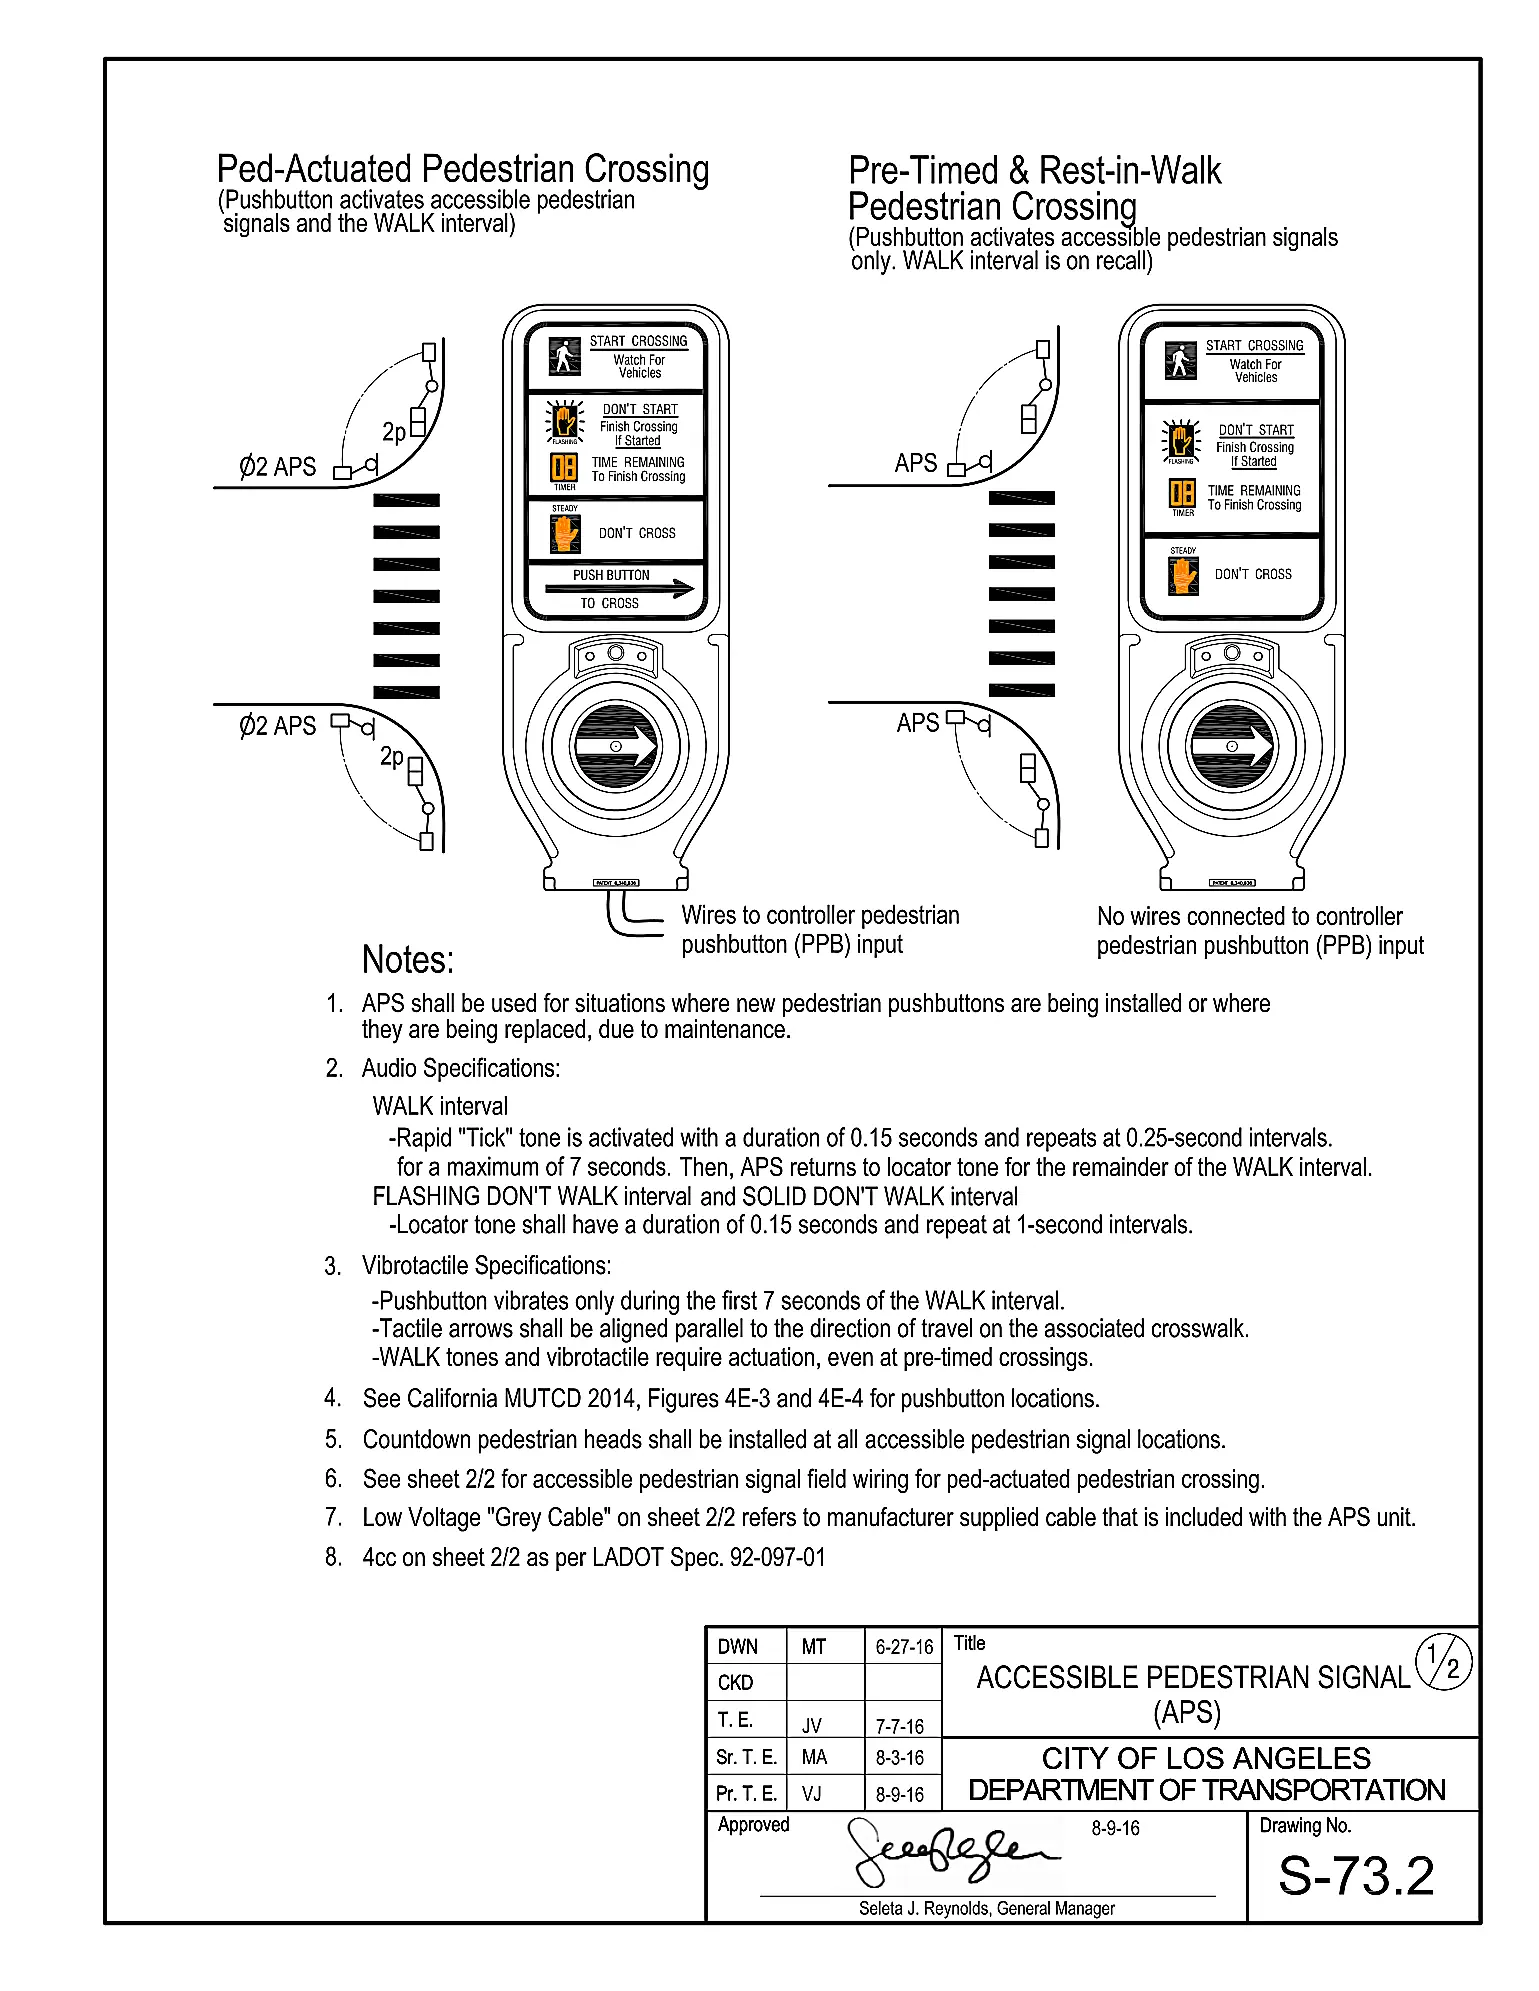 Ped-Actuated Pedestrian Crossing
(Pushbutton activates accessible pedestrian
signals and the WALK interval)
Pre-Timed & Rest-in-Walk
Pedestrian Crossing
(Pushbutton activates accessible pedestrian signals
only. WALK interval is on recall)
2p
Ø2 APS
Ø2 APS
2p
START CROSSING
Watch For
Vehicles
FLASHING
DON'T START
Finish Crossing
If Started
08
TIMER
TIME REMAINING
To Finish Crossing
STEADY
DON'T CROSS
PUSH BUTTON
TO CROSS
APS
APS
START CROSSING
Watch For
Vehicles
FLASHING
DON'T START
Finish Crossing
If Started
08
TIMER
TIME REMAINING
To Finish Crossing
STEADY
DON'T CROSS
Wires to controller pedestrian
pushbutton (PPB) input
No wires connected to controller
pedestrian pushbutton (PPB) input
Notes:
1. APS shall be used for situations where new pedestrian pushbuttons are being installed or where
they are being replaced, due to maintenance.
2. Audio Specifications:
WALK interval
-Rapid "Tick" tone is activated with a duration of 0.15 seconds and repeats at 0.25-second intervals.
for a maximum of 7 seconds. Then, APS returns to locator tone for the remainder of the WALK interval.
FLASHING DON'T WALK interval and SOLID DON'T WALK interval
-Locator tone shall have a duration of 0.15 seconds and repeat at 1-second intervals.
3. Vibrotactile Specifications:
-Pushbutton vibrates only during the first 7 seconds of the WALK interval.
-Tactile arrows shall be aligned parallel to the direction of travel on the associated crosswalk.
-WALK tones and vibrotactile require actuation, even at pre-timed crossings.
4. See California MUTCD 2014, Figures 4E-3 and 4E-4 for pushbutton locations.
5. Countdown pedestrian heads shall be installed at all accessible pedestrian signal locations.
6. See sheet 2/2 for accessible pedestrian signal field wiring for ped-actuated pedestrian crossing.
7. Low Voltage "Grey Cable" on sheet 2/2 refers to manufacturer supplied cable that is included with the APS unit.
8. 4cc on sheet 2/2 as per LADOT Spec. 92-097-01
DWN MT 6-27-16
CKD
T. E. JV 7-7-16
Sr. T. E. MA 8-3-16
Pr. T. E. VJ 8-9-16
Title
ACCESSIBLE PEDESTRIAN SIGNAL
(APS)
1/2
CITY OF LOS ANGELES
DEPARTMENT OF TRANSPORTATION
Approved
8-9-16
Seleta J. Reynolds, General Manager
Drawing No.
S-73.2